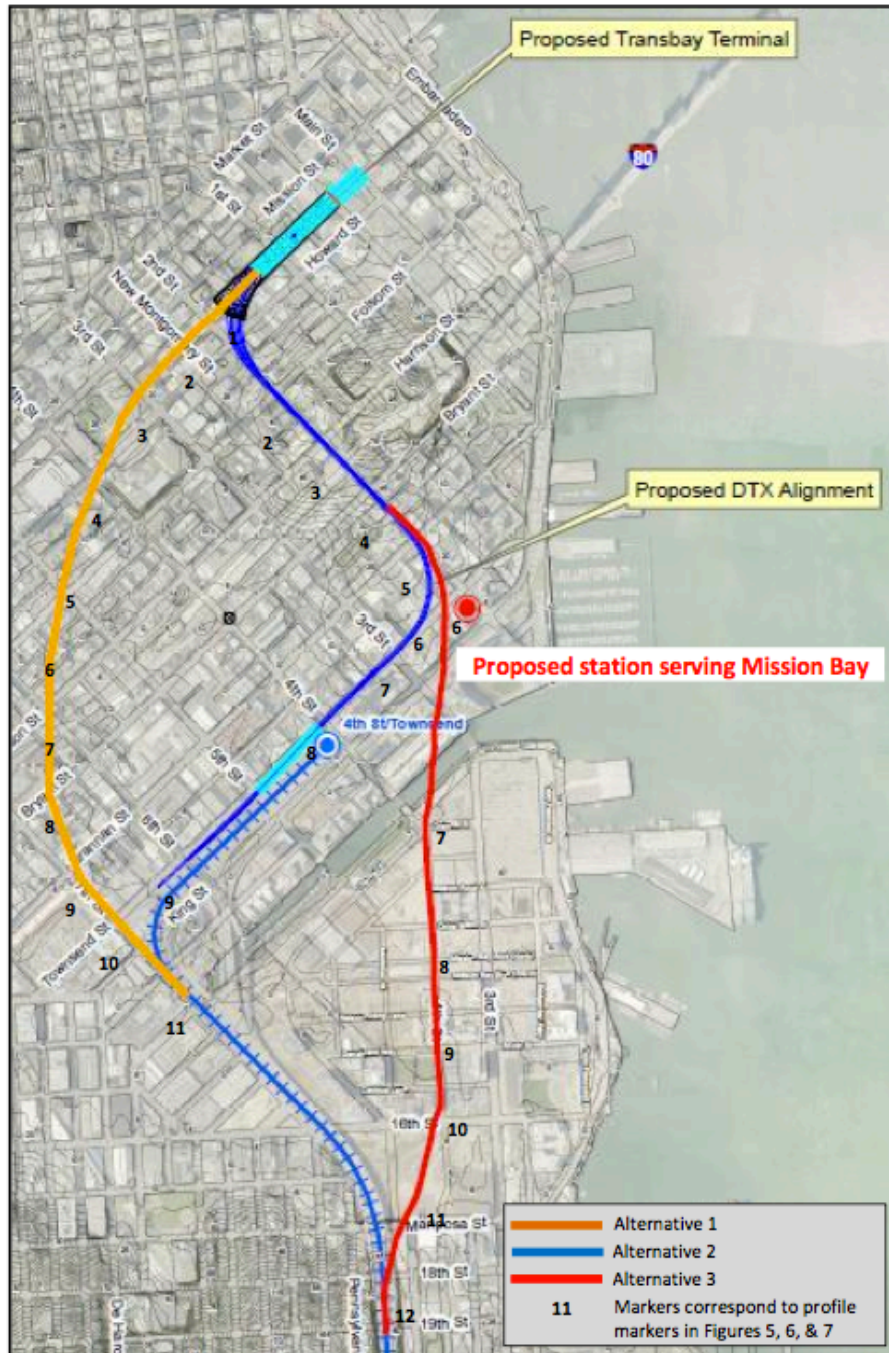 Proposed Transbay Terminal
Embarcadero
Main St
Market St
80
1st St
Mission St
Howard St
2nd St
New Montgomery St
Folsom St
3rd St
1
Harrison St
Bryant St
2
4th St
3
2
Proposed DTX Alignment
3
4
4
5
5
6
3rd St
6
6
Proposed station serving Mission Bay
7
4th St
4th St/Townsend
7
8
5th St
8
6th St
7
9
King St
9
Townsend St
10
8
3rd St
11
9
16th St
10
11
Mariposa St
18th St
12
19th St
Alternative 1
Alternative 2
Alternative 3
11 Markers correspond to profile
markers in Figures 5, 6, & 7